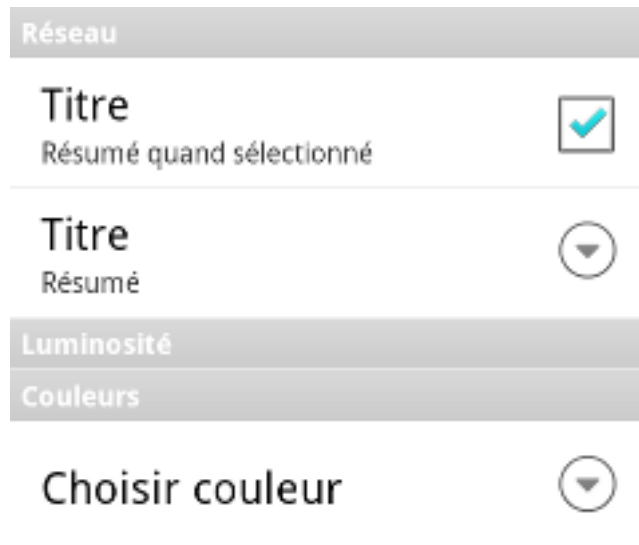 Réseau
Titre
Résumé quand sélectionné
Titre
Résumé
Luminosité
Couleurs
Choisir couleur